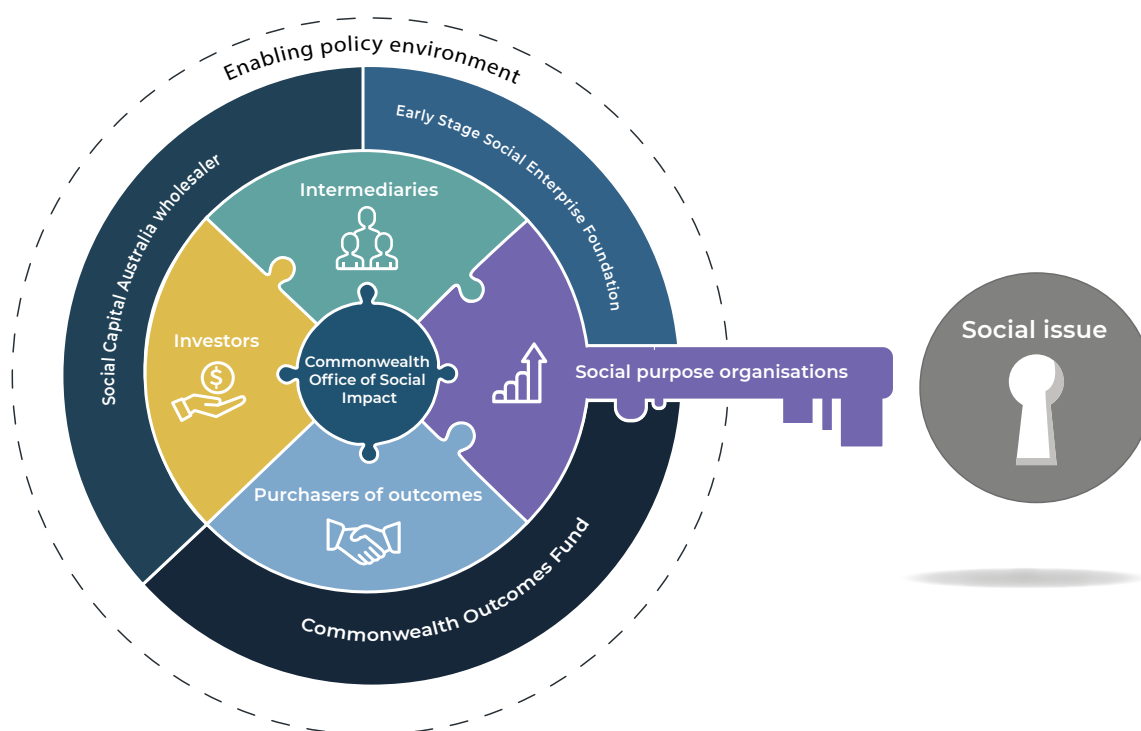 Enabling policy environment
Social Capital Australia wholesaler
Early Stage Social Enterprise Foundation
Intermediaries
Investors
$
Commonwealth
Office of Social
Impact
Social purpose organisations
Social issue
Purchasers of outcomes
Commonwealth Outcomes Fund